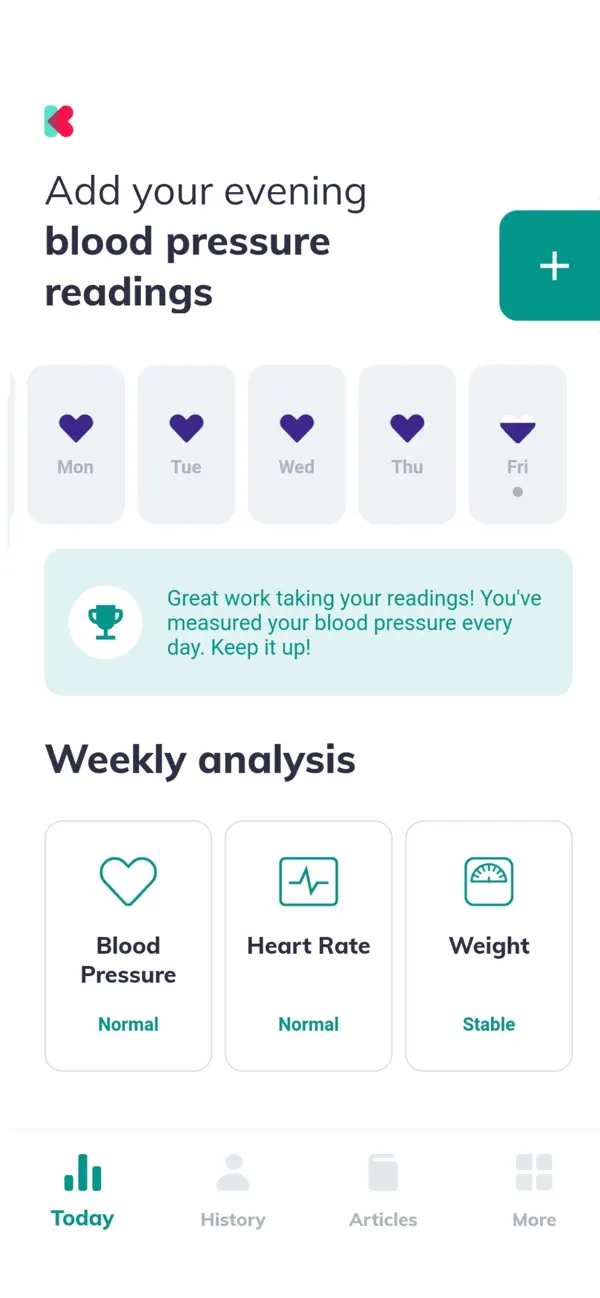 Add your evening
blood pressure
readings
Mon
Tue
Wed
Thu
Fri
Great work taking your readings! You've
measured your blood pressure every
day. Keep it up!
Weekly analysis
Blood
Pressure
Normal
Heart Rate
Normal
Weight
Stable
Today
History
Articles
More